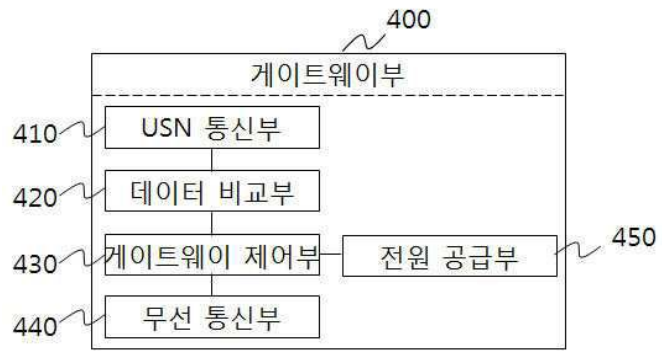 400
게이트웨이부
410 USN 통신부
420 데이터 비교부
430 게이트웨이 제어부 전원 공급부 450
440 무선 통신부